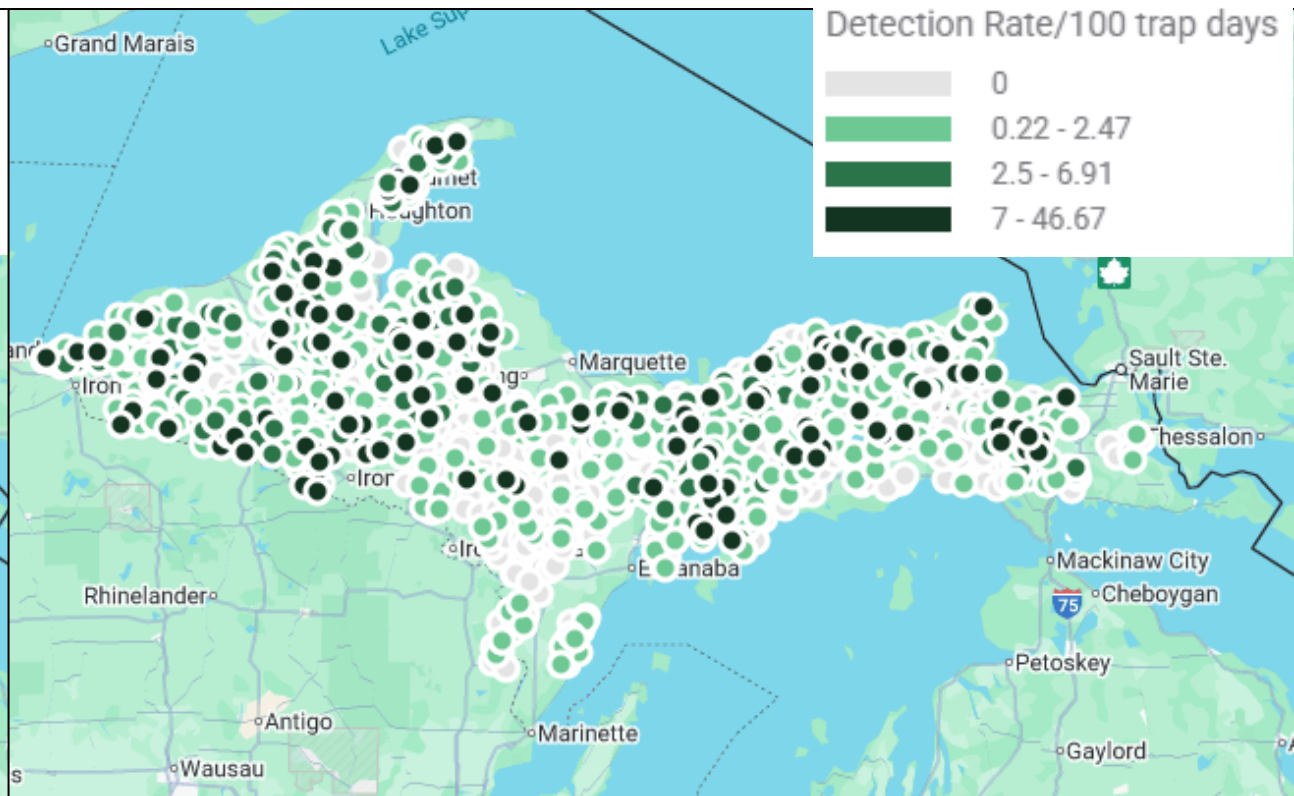 Detection Rate/100 trap days
0
0.22 - 2.47
2.5 - 6.91
7 - 46.67
Grand Marais
Lake Sup
Houghton
Marquette
Sault Ste.
Marie
Thessalon
Iron
Iron
Mackinaw City
Cheboygan
75
Rhinelander
Petoskey
Antigo
Marinette
Gaylord
Wausau
s